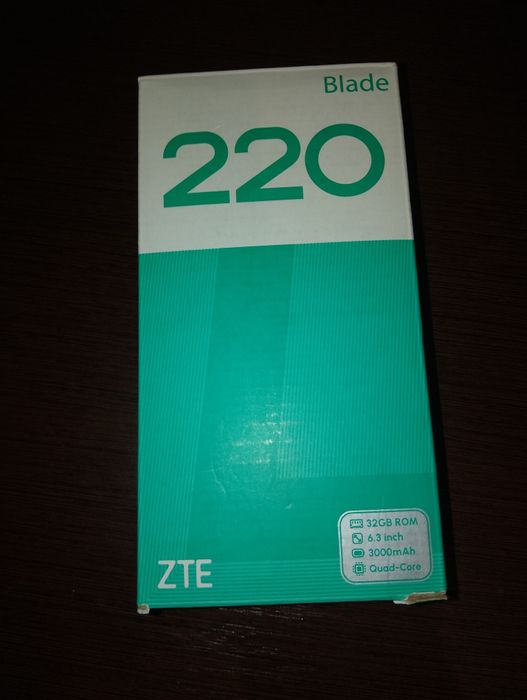 Blade
220
32GB ROM
6.3 inch
3000mAh
Quad-Core
ZTE